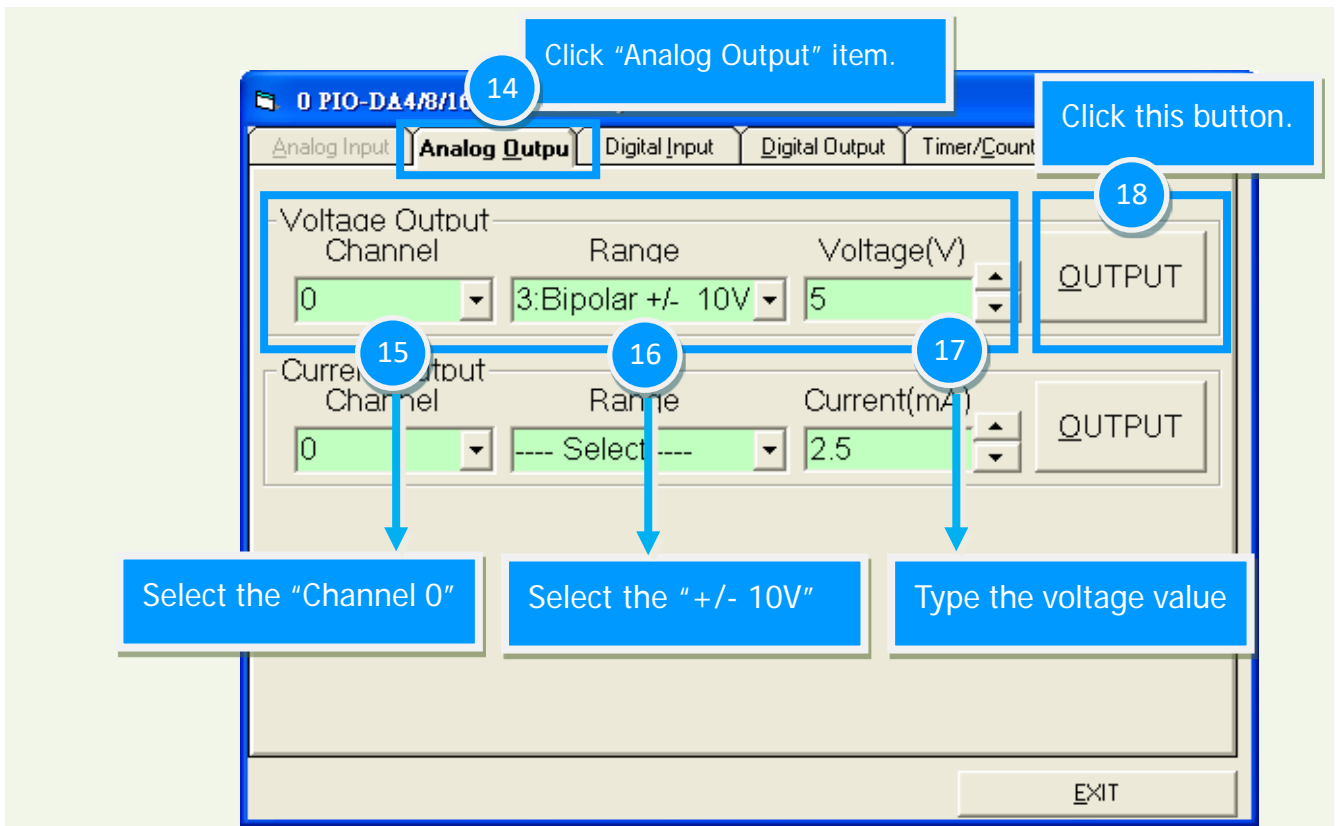 Click “Analog Output” item.
14
0 PIO-DA4/8/16
Click this button.
Analog Input
Analog Outpu
Digital Input
Digital Output
Timer/Count
18
Voltage Output
Channel
Range
Voltage(V)
0
3:Bipolar +/- 10V
5
OUTPUT
15
16
17
Channel
Range
Current(mA)
0
---- Select ----
2.5
OUTPUT
Select the “Channel 0”
Select the “+/- 10V”
Type the voltage value
EXIT